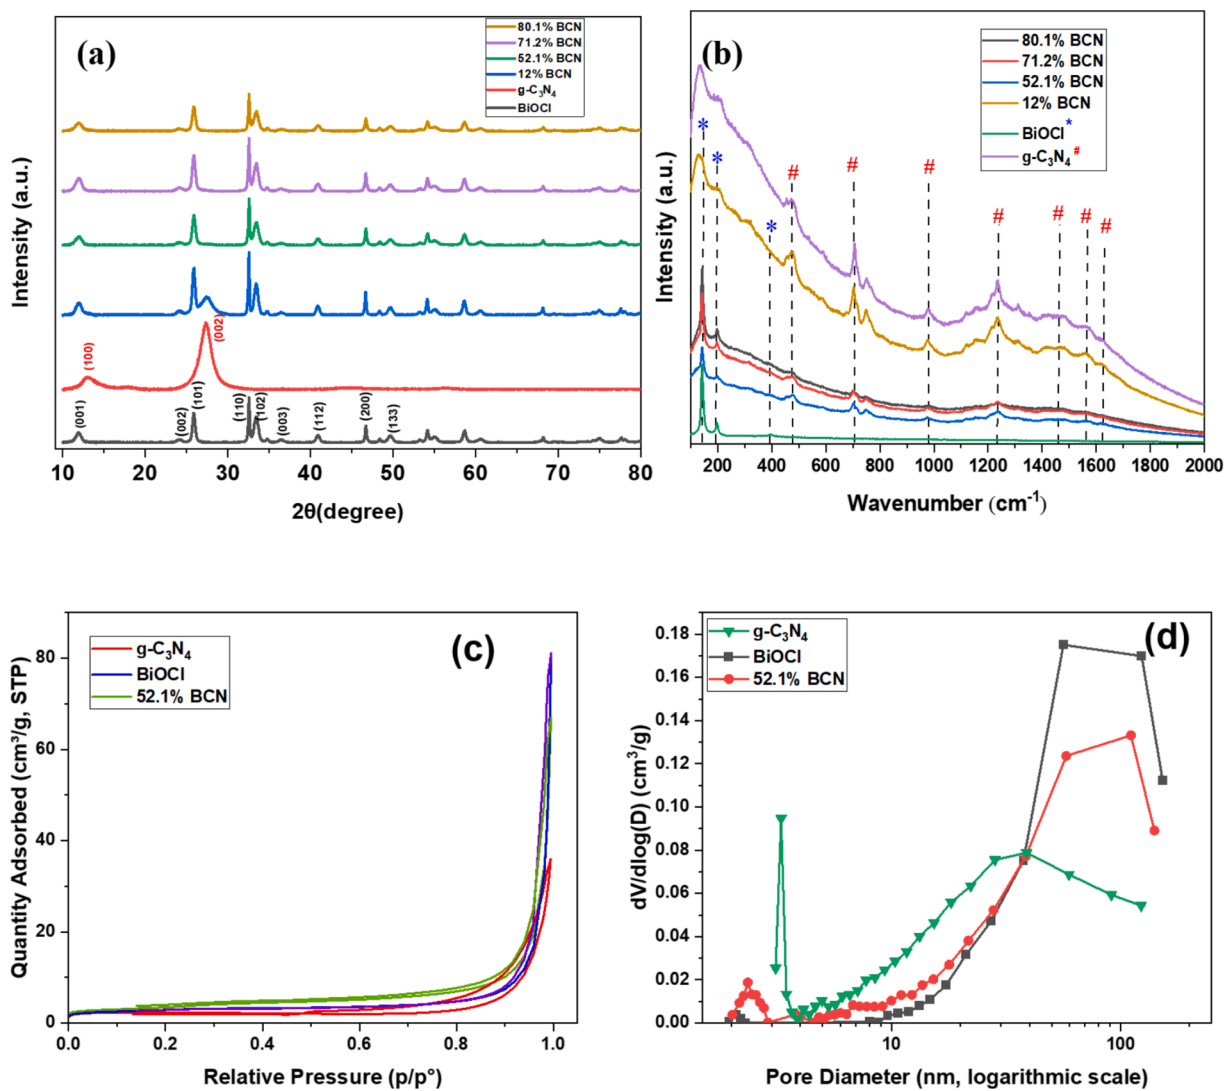 (a)
80.1% BCN
71.2% BCN
52.1% BCN
12% BCN
g-C₃N₄
BiOCl
Intensity (a.u.)
(100)
(002)
(001)
(002)
(101)
(110)
(102)
(003)
(112)
(200)
(133)
10 20 30 40 50 60 70 80
2θ(degree)
(b)
80.1% BCN
71.2% BCN
52.1% BCN
12% BCN
BiOCl*
g-C₃N₄#
Intensity (a.u.)
* * # # # # # # #
*
200 400 600 800 1000 1200 1400 1600 1800 2000
Wavenumber (cm⁻¹)
(c)
g-C₃N₄
BiOCl
52.1% BCN
Quantity Adsorbed (cm³/g, STP)
80
60
40
20
0
0.0 0.2 0.4 0.6 0.8 1.0
Relative Pressure (p/p°)
(d)
g-C₃N₄
BiOCl
52.1% BCN
dV/dlog(D) (cm³/g)
0.18
0.16
0.14
0.12
0.10
0.08
0.06
0.04
0.02
0.00
10 100
Pore Diameter (nm, logarithmic scale)